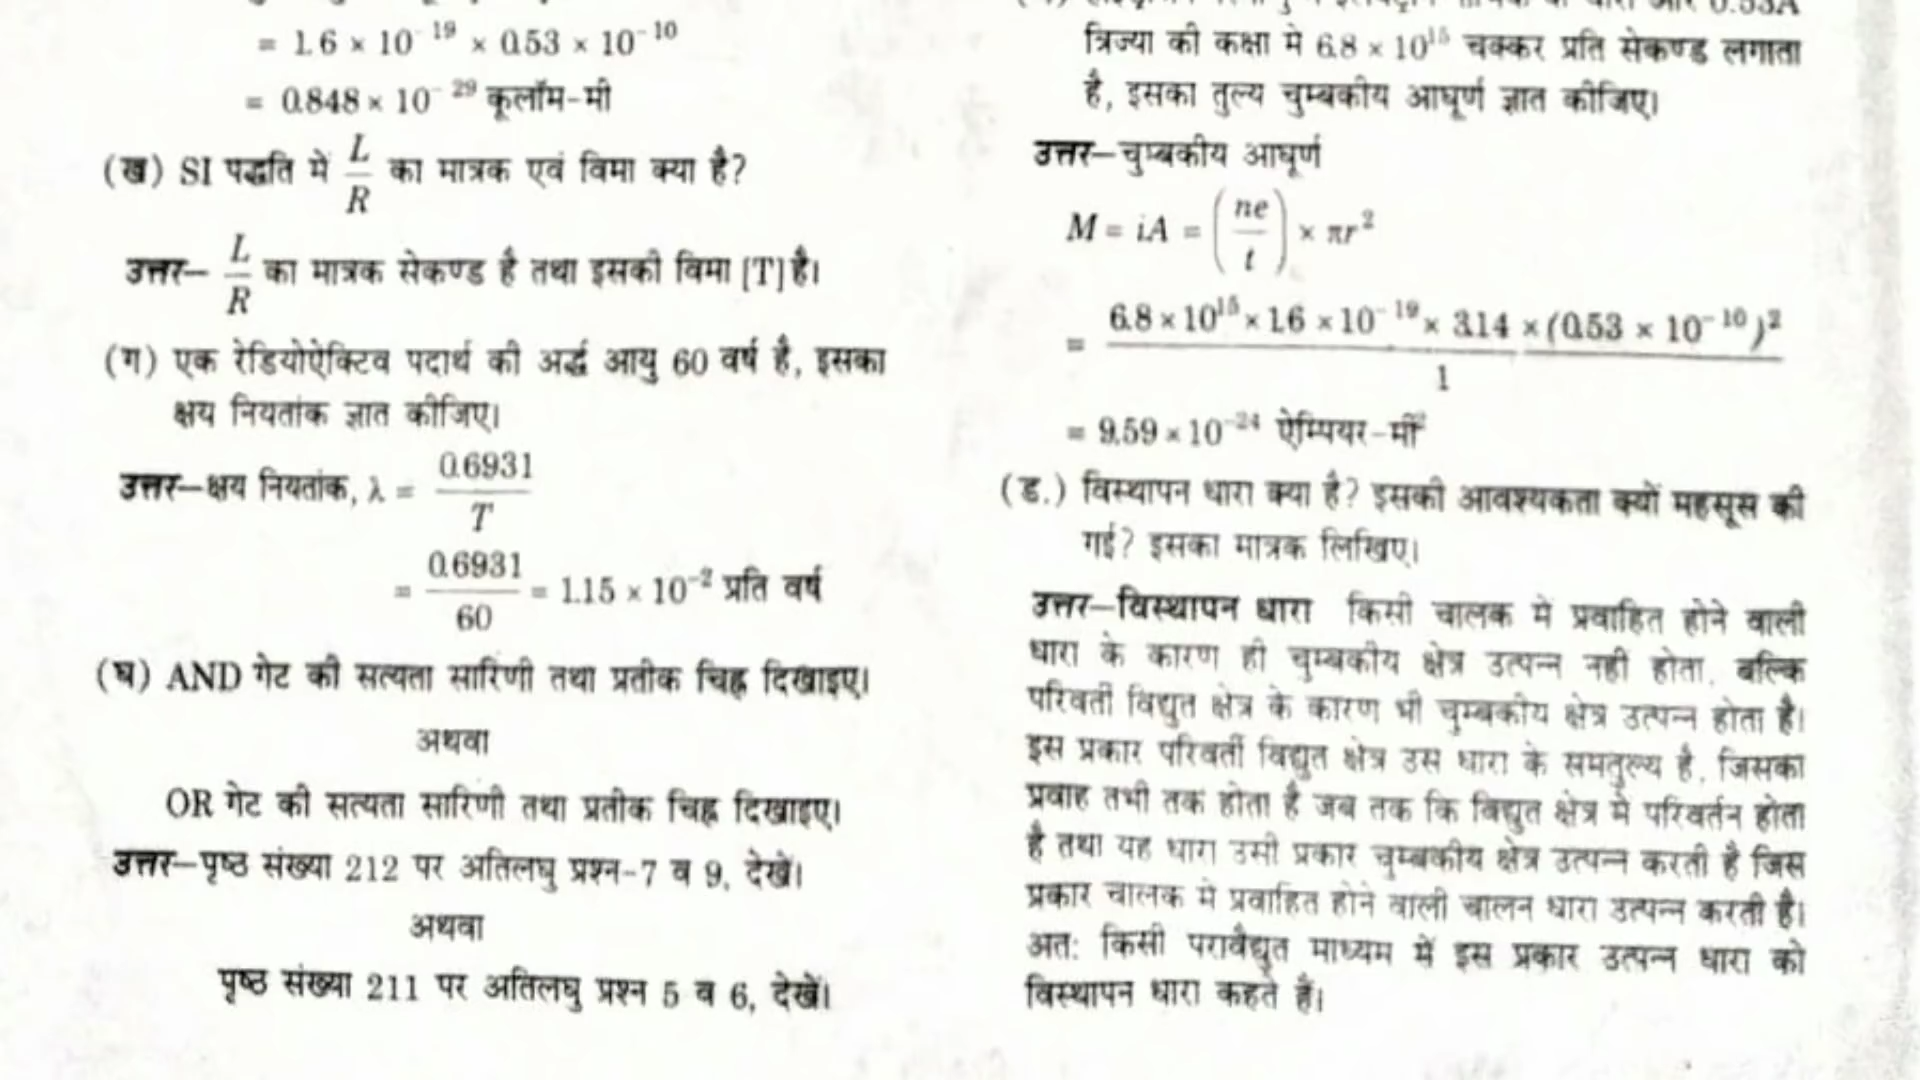 = 1.6 × 10⁻¹⁹ × 0.53 × 10⁻¹⁰
= 0.848 × 10⁻²⁹ कूलॉम-मी
(ख) SI पद्धति में L/R का मात्रक एवं विमा क्या है?
उत्तर– L/R का मात्रक सेकण्ड है तथा इसकी विमा [T] है।
(ग) एक रेडियोऐक्टिव पदार्थ की अर्द्ध आयु 60 वर्ष है, इसका
क्षय नियतांक ज्ञात कीजिए।
उत्तर–क्षय नियतांक, λ = 0.6931/T
= 0.6931/60 = 1.15 × 10⁻² प्रति वर्ष
(घ) AND गेट की सत्यता सारिणी तथा प्रतीक चिह्न दिखाइए।
अथवा
OR गेट की सत्यता सारिणी तथा प्रतीक चिह्न दिखाइए।
उत्तर–पृष्ठ संख्या 212 पर अतिलघु प्रश्न-7 व 9, देखें।
अथवा
पृष्ठ संख्या 211 पर अतिलघु प्रश्न 5 व 6, देखें।
0.53A
त्रिज्या की कक्षा मे 6.8 × 10¹⁵ चक्कर प्रति सेकण्ड लगाता
है, इसका तुल्य चुम्बकीय आघूर्ण ज्ञात कीजिए।
उत्तर–चुम्बकीय आघूर्ण
M = iA = (ne/t) × πr²
= 6.8 × 10¹⁵ × 1.6 × 10⁻¹⁹ × 3.14 × (0.53 × 10⁻¹⁰)² / 1
= 9.59 × 10⁻²⁴ ऐम्पियर-मी²
(ड.) विस्थापन धारा क्या है? इसकी आवश्यकता क्यों महसूस की
गई? इसका मात्रक लिखिए।
उत्तर–विस्थापन धारा किसी चालक मे प्रवाहित होने वाली
धारा के कारण ही चुम्बकीय क्षेत्र उत्पन्न नही होता, बल्कि
परिवर्ती विद्युत क्षेत्र के कारण भी चुम्बकीय क्षेत्र उत्पन्न होता है।
इस प्रकार परिवर्ती विद्युत क्षेत्र उस धारा के समतुल्य है, जिसका
प्रवाह तभी तक होता है जब तक कि विद्युत क्षेत्र मे परिवर्तन होता
है तथा यह धारा उसी प्रकार चुम्बकीय क्षेत्र उत्पन्न करती है जिस
प्रकार चालक मे प्रवाहित होने वाली चालन धारा उत्पन्न करती है।
अत: किसी परावैद्युत माध्यम में इस प्रकार उत्पन्न धारा को
विस्थापन धारा कहते हैं।